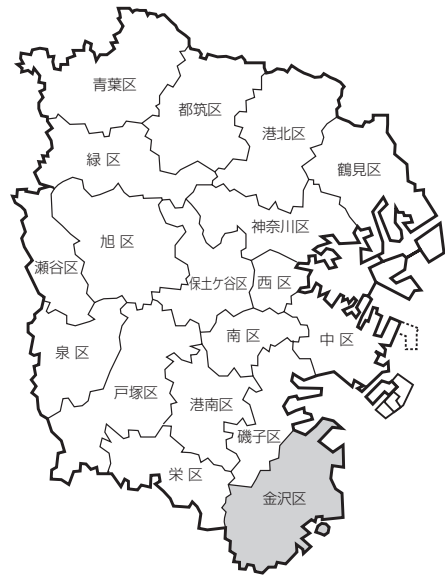 青葉区
都筑区
港北区
緑 区
鶴見区
神奈川区
旭 区
瀬谷区
保土ケ谷区
西 区
南 区
中 区
泉 区
戸塚区
港南区
磯子区
栄 区
金沢区